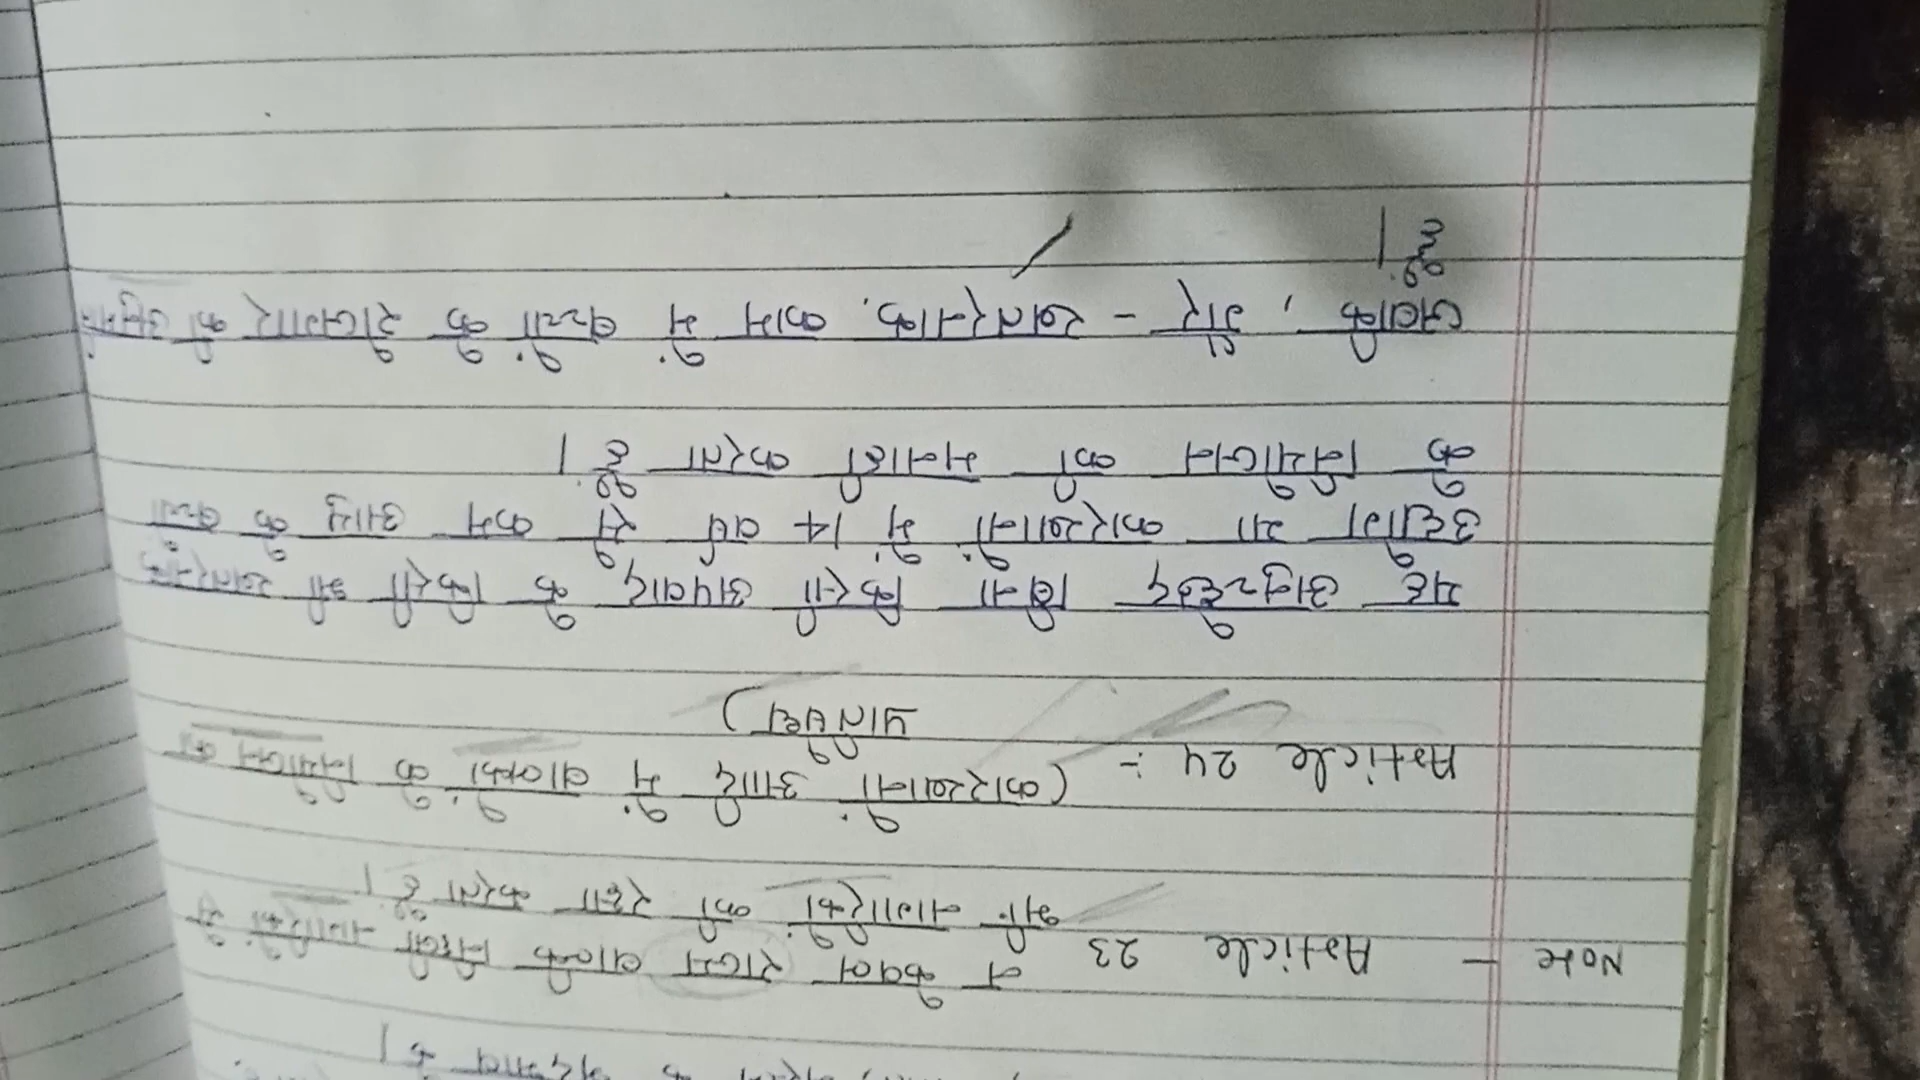 के
Note - Article 23 न केवल राज्य बल्कि निजी नागरिकों से
भी नागरिकों की रक्षा करता है।
Article 24 :- (कारखानों आदि में बालकों के नियोजन का
प्रतिषेध)
यह अनुच्छेद बिना किसी अपवाद के किसी भी खतरनाक
उद्योग या कारखानों में 14 वर्ष से कम आयु के बच्चों
के नियोजन की मनाही करता है।
जबकि, गैर - खतरनाक काम में बच्चों के रोजगार की अनुमति
है।